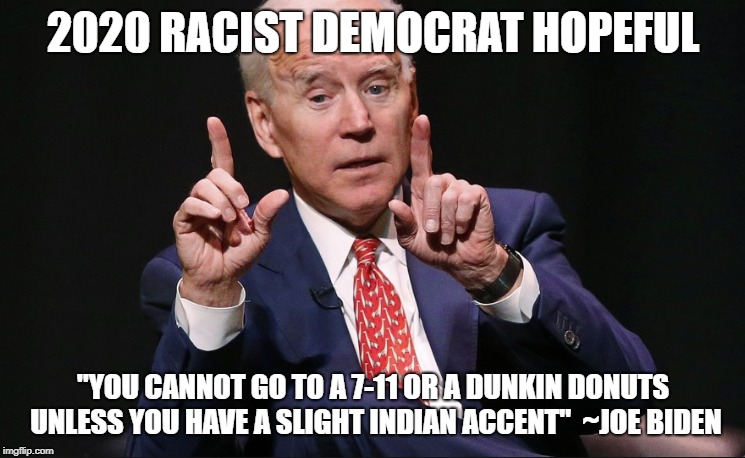 2020 RACIST DEMOCRAT HOPEFUL
"YOU CANNOT GO TO A 7-11 OR A DUNKIN DONUTS
UNLESS YOU HAVE A SLIGHT INDIAN ACCENT" ~JOE BIDEN
imgflip.com